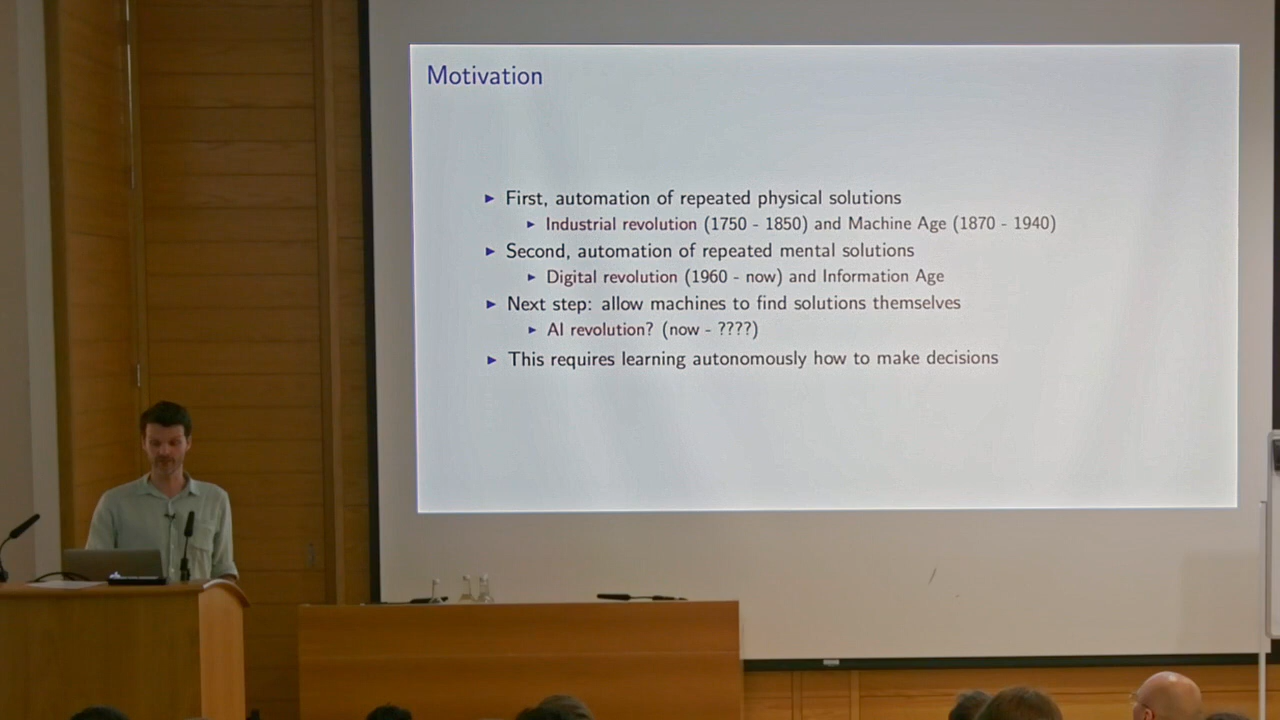 Motivation
► First, automation of repeated physical solutions
► Industrial revolution (1750 - 1850) and Machine Age (1870 - 1940)
► Second, automation of repeated mental solutions
► Digital revolution (1960 - now) and Information Age
► Next step: allow machines to find solutions themselves
► AI revolution? (now - ????)
► This requires learning autonomously how to make decisions